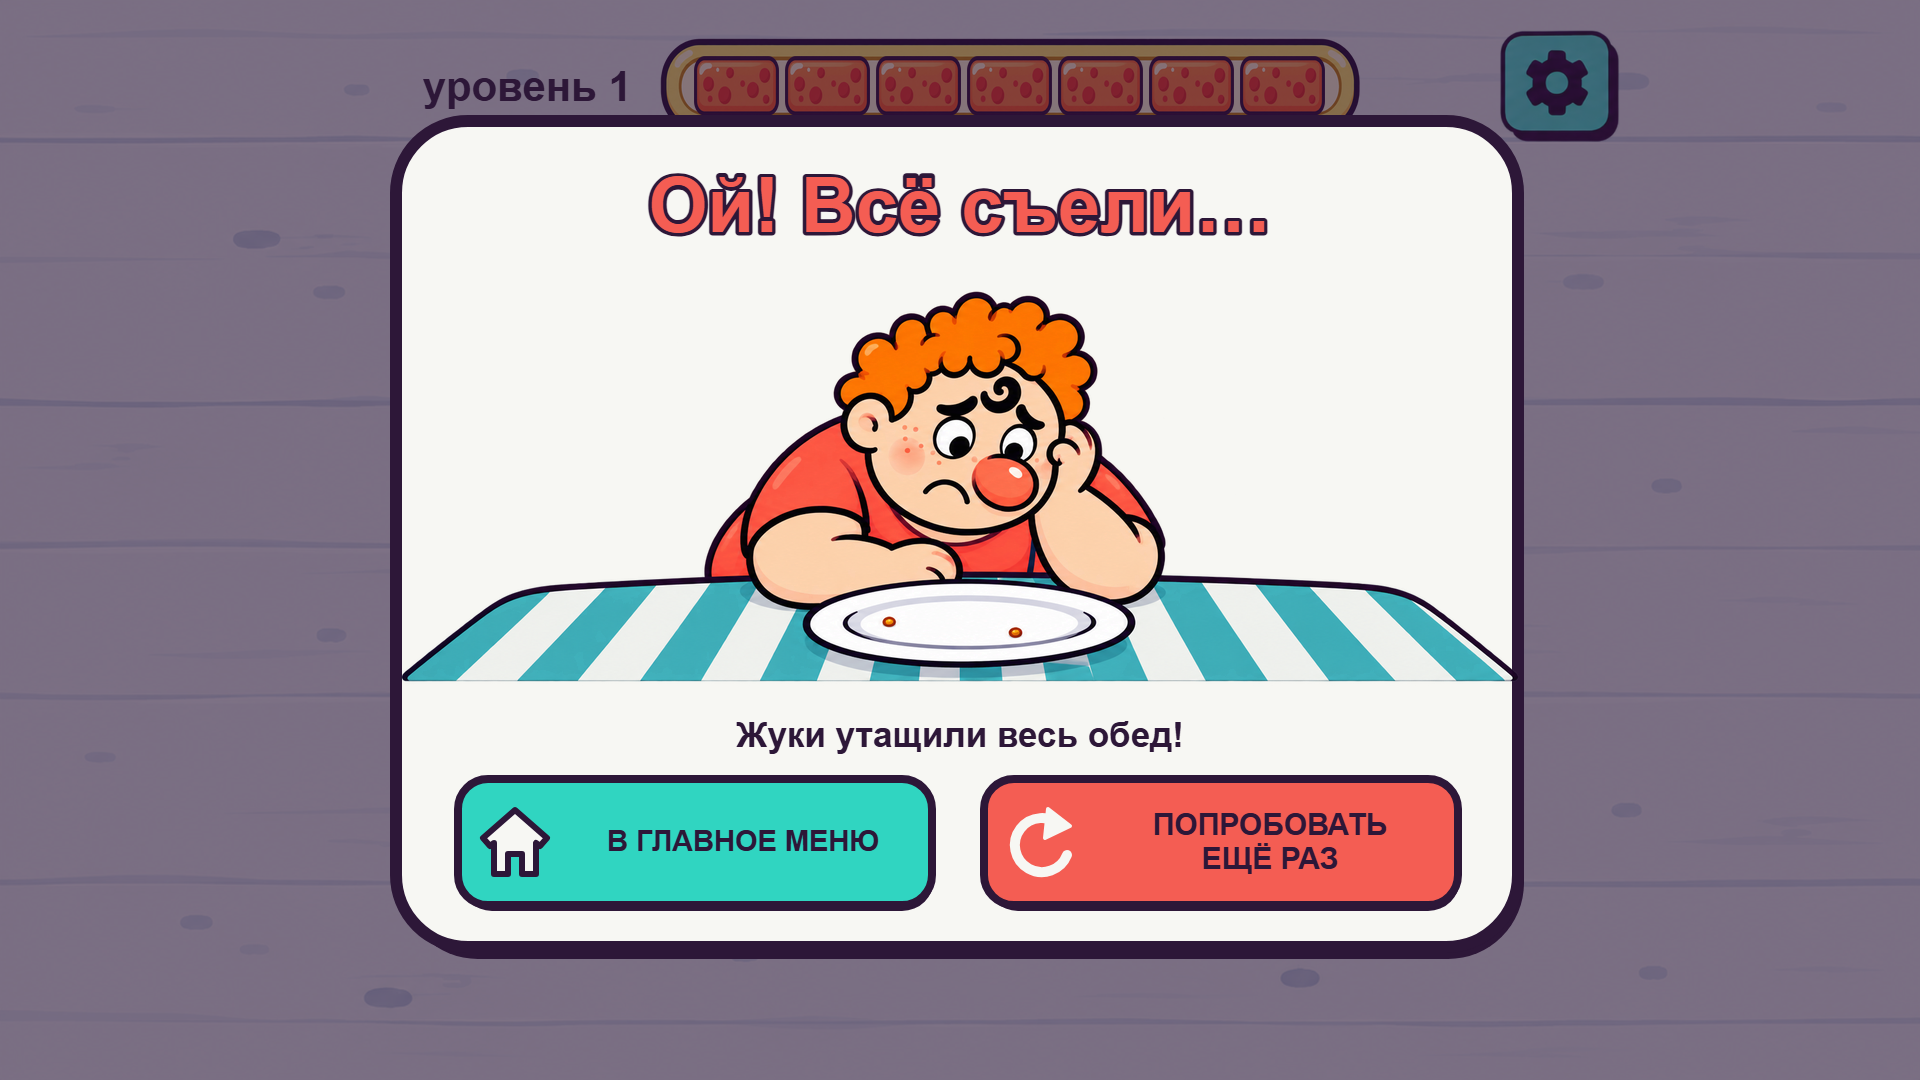 уровень 1
Ой! Всё съели...
Жуки утащили весь обед!
В ГЛАВНОЕ МЕНЮ
ПОПРОБОВАТЬ
ЕЩЁ РАЗ